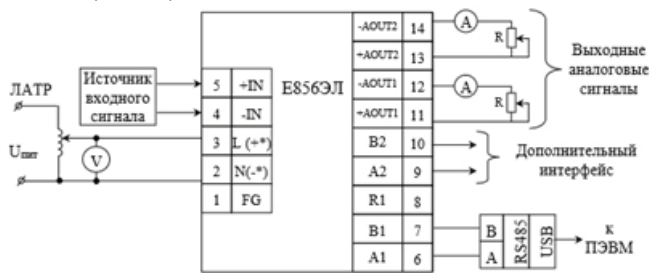 ЛАТР
Uпит
V
Источник
входного
сигнала
5 +IN
4 -IN
3 L (+*)
2 N(-*)
1 FG
Е856ЭЛ
-AOUT2 14
+AOUT2 13
-AOUT1 12
+AOUT1 11
B2 10
A2 9
R1 8
B1 7
A1 6
A
R
A
R
Выходные
аналоговые
сигналы
Дополнительный
интерфейс
B
A
RS485
USB
к
ПЭВМ